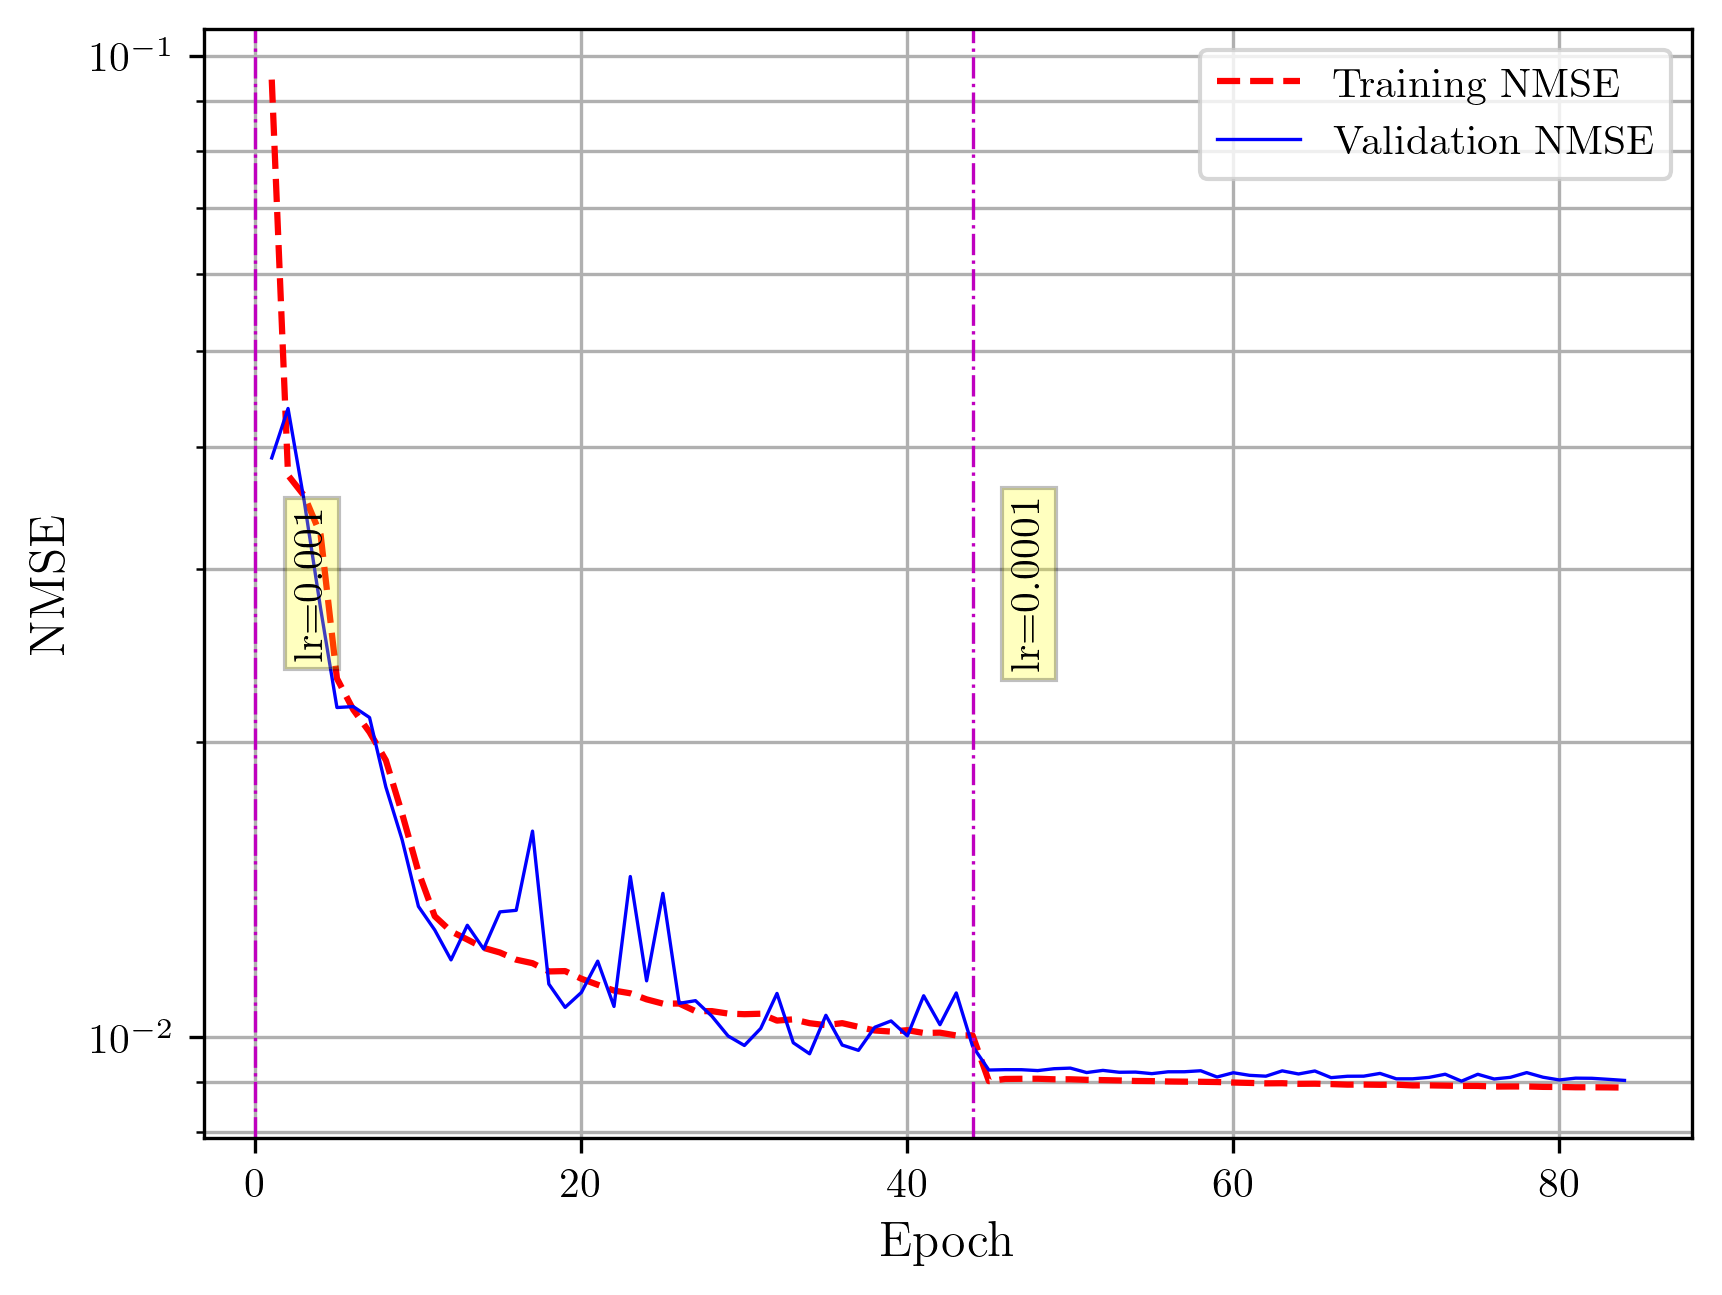 10⁻¹
Training NMSE
Validation NMSE
NMSE
lr=0.001
lr=0.0001
10⁻²
0
20
40
60
80
Epoch